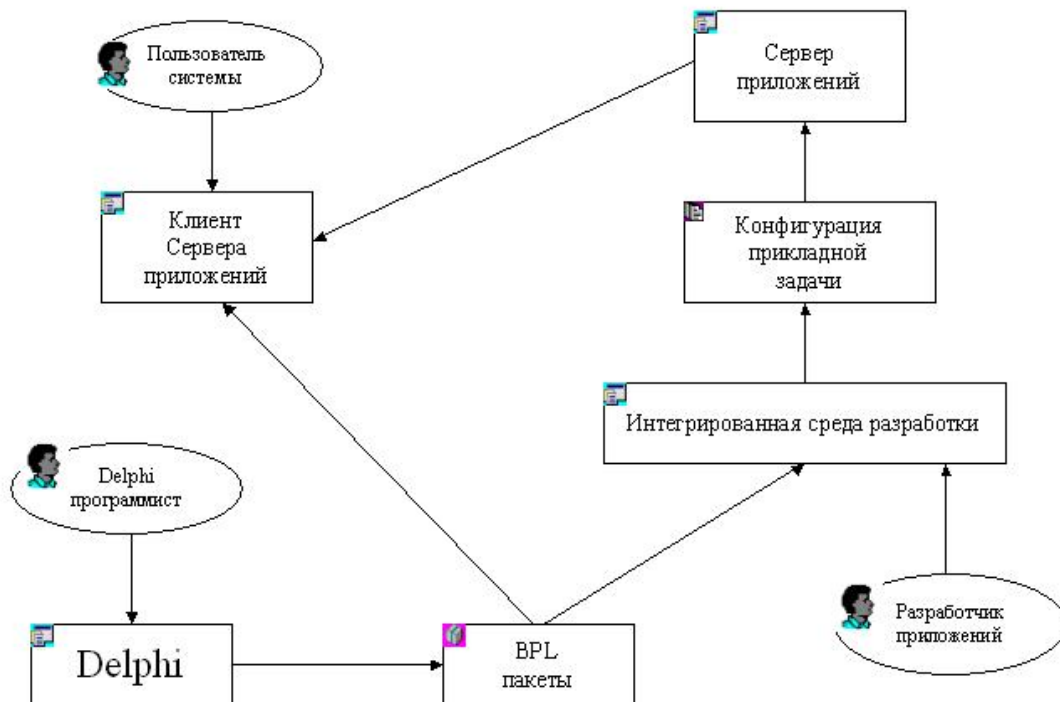 Пользователь
системы
Сервер
приложений
Клиент
Сервера
приложений
Конфигурация
прикладной
задачи
Интегрированная среда разработки
Delphi
программист
Разработчик
приложений
Delphi
BPL
пакеты